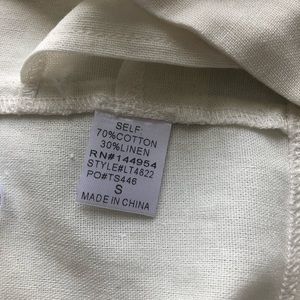 SELF:
70%COTTON
30%LINEN
RN#144954
STYLE#LT4822
PO#TS446
S
MADE IN CHINA